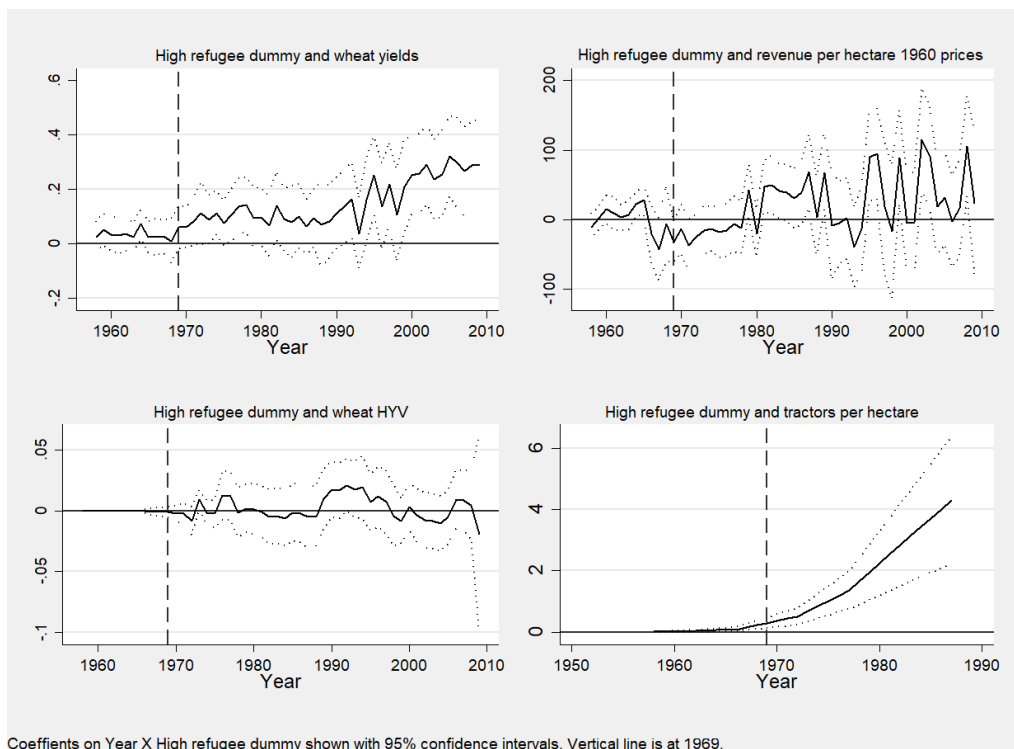 High refugee dummy and wheat yields
.6
.4
.2
0
-.2
1960 1970 1980 1990 2000 2010
Year
High refugee dummy and revenue per hectare 1960 prices
200
100
0
-100
1960 1970 1980 1990 2000 2010
Year
High refugee dummy and wheat HYV
.05
0
-.05
-.1
1960 1970 1980 1990 2000 2010
Year
High refugee dummy and tractors per hectare
6
4
2
0
1950 1960 1970 1980 1990
Year
Coeffients on Year X High refugee dummy shown with 95% confidence intervals. Vertical line is at 1969.